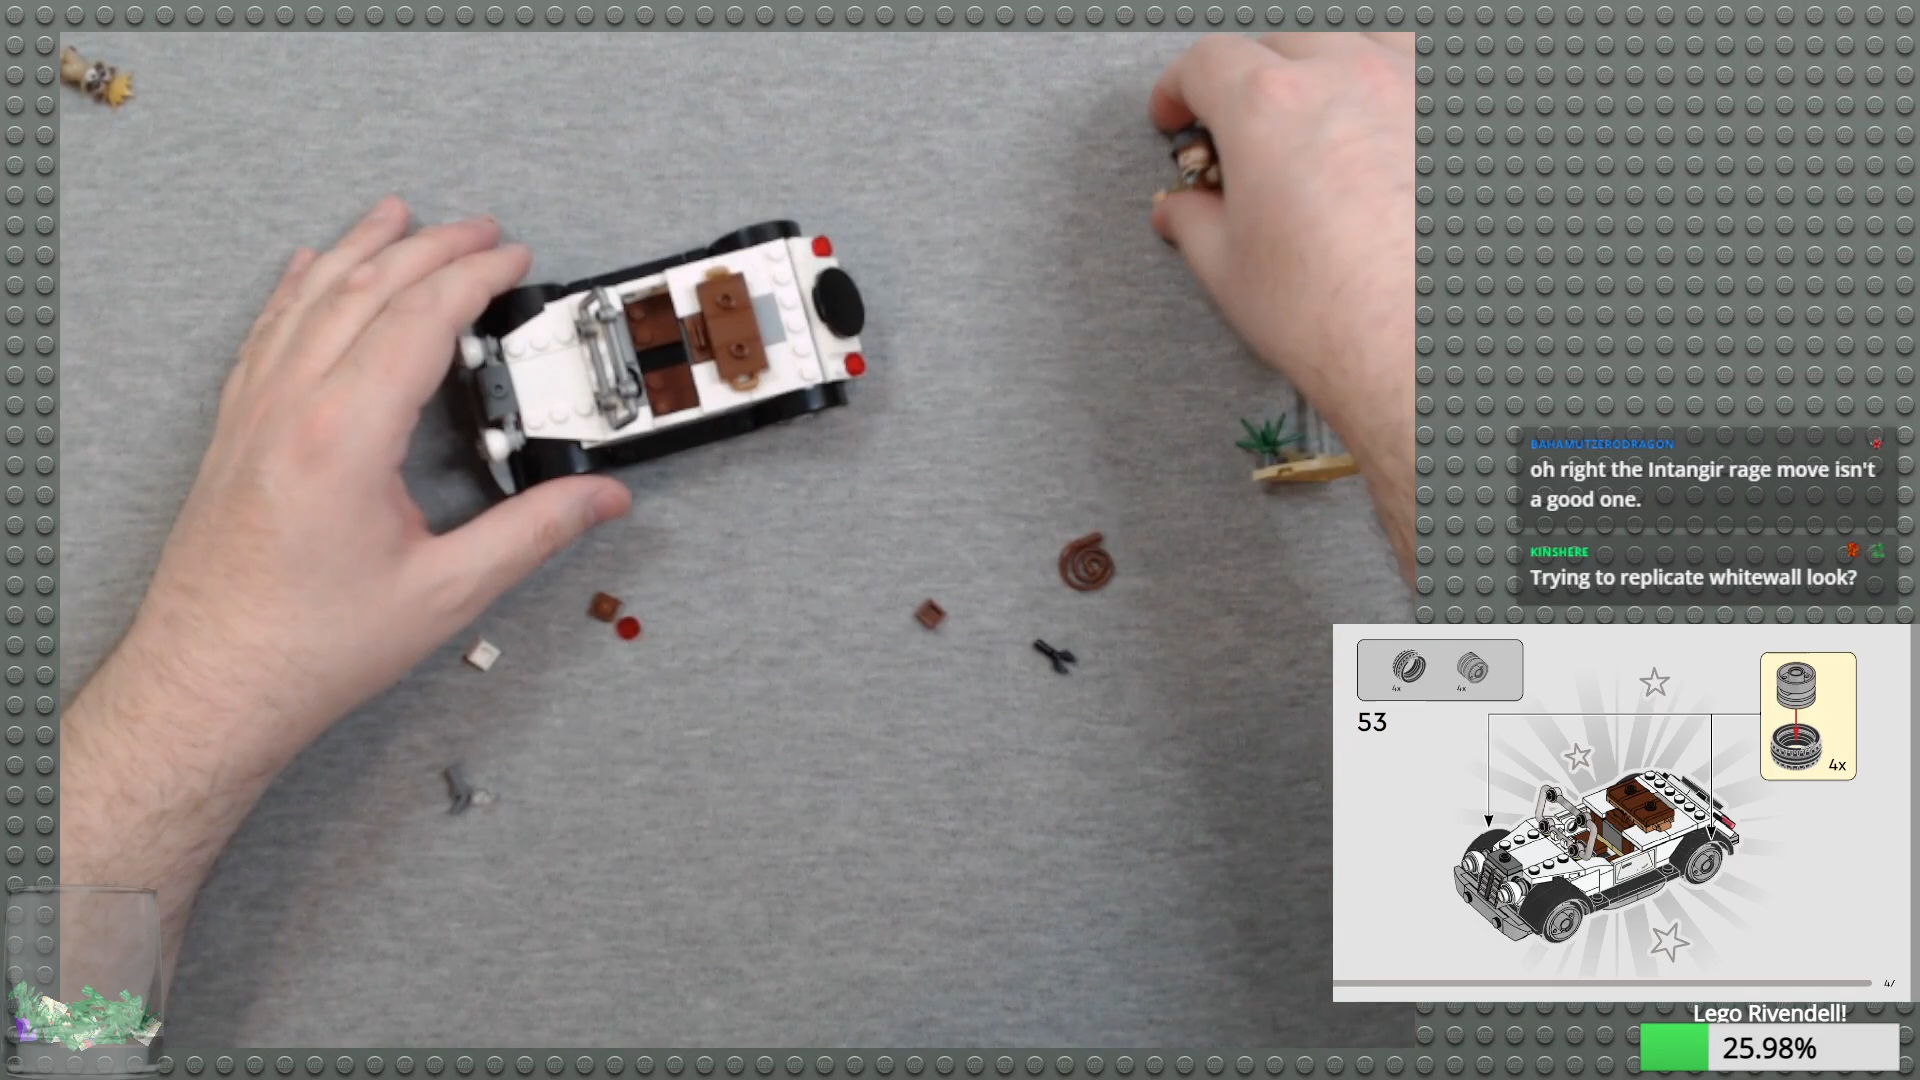 BAHAMUTZERODRAGON
oh right the Intangir rage move isn't
a good one.
KINSHERE
Trying to replicate whitewall look?
4x
4x
53
4x
47
Lego Rivendell!
25.98%